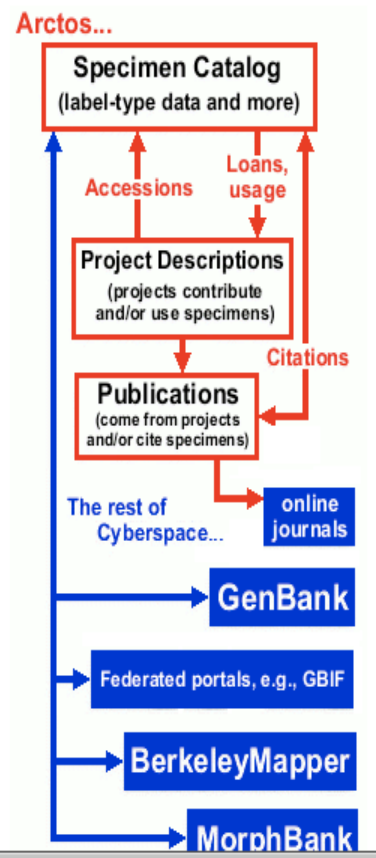 Arctos...
Specimen Catalog
(label-type data and more)
Accessions
Loans,
usage
Project Descriptions
(projects contribute
and/or use specimens)
Citations
Publications
(come from projects
and/or cite specimens)
The rest of
Cyberspace...
online
journals
GenBank
Federated portals, e.g., GBIF
BerkeleyMapper
MorphBank